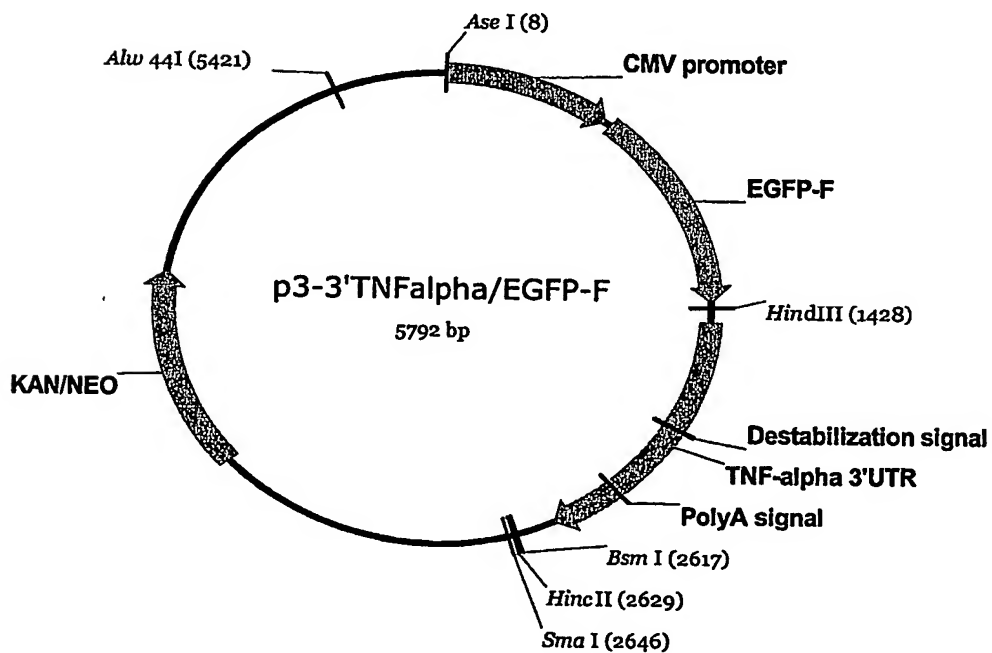 Ase I (8)
Alw 44I (5421)
CMV promoter
EGFP-F
p3-3'TNFalpha/EGFP-F
5792 bp
HindIII (1428)
KAN/NEO
Destabilization signal
TNF-alpha 3'UTR
PolyA signal
Bsm I (2617)
HincII (2629)
Sma I (2646)